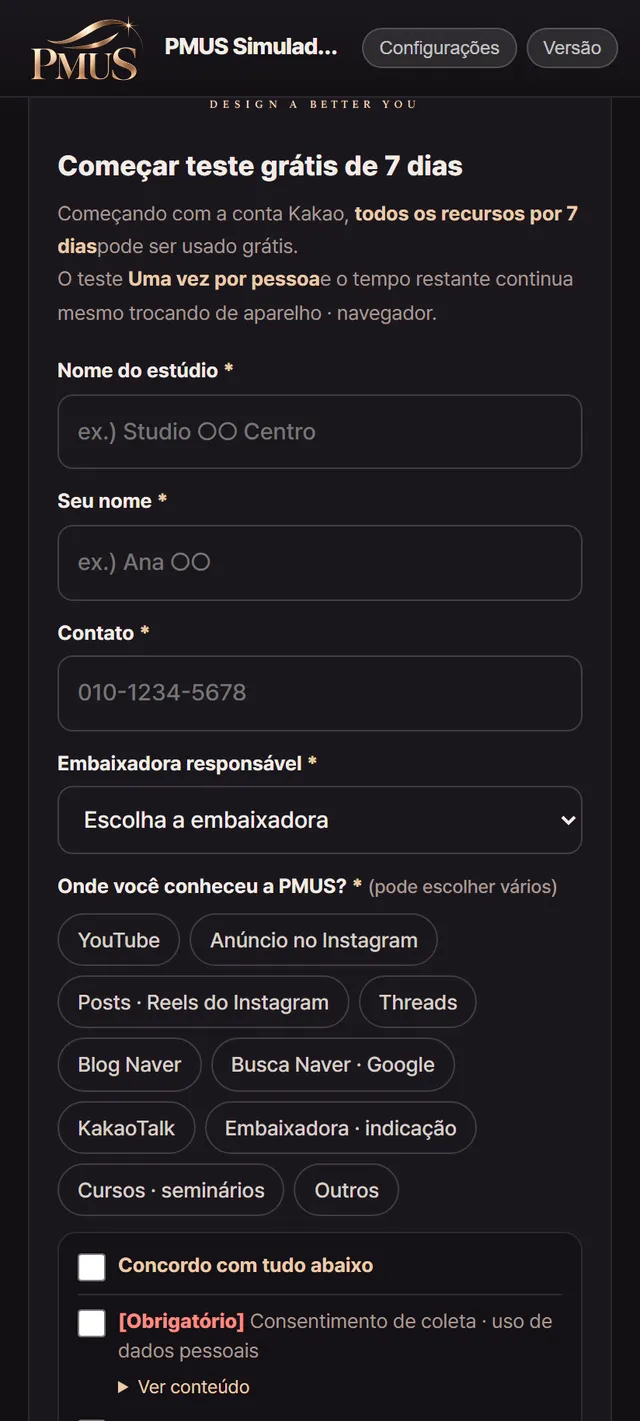 PMUS
PMUS Simulad...
Configurações
Versão
DESIGN A BETTER YOU
Começar teste grátis de 7 dias
Começando com a conta Kakao, todos os recursos por 7
diaspode ser usado grátis.
O teste Uma vez por pessoae o tempo restante continua
mesmo trocando de aparelho · navegador.
Nome do estúdio *
ex.) Studio ○○ Centro
Seu nome *
ex.) Ana ○○
Contato *
010-1234-5678
Embaixadora responsável *
Escolha a embaixadora
Onde você conheceu a PMUS? * (pode escolher vários)
YouTube
Anúncio no Instagram
Posts · Reels do Instagram
Threads
Blog Naver
Busca Naver · Google
KakaoTalk
Embaixadora · indicação
Cursos · seminários
Outros
Concordo com tudo abaixo
[Obrigatório] Consentimento de coleta · uso de
dados pessoais
Ver conteúdo